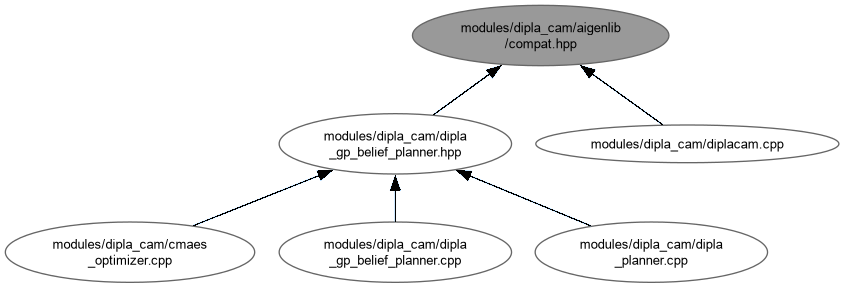 modules/dipla_cam/aigenlib
/compat.hpp
modules/dipla_cam/dipla
_gp_belief_planner.hpp
modules/dipla_cam/diplacam.cpp
modules/dipla_cam/cmaes
_optimizer.cpp
modules/dipla_cam/dipla
_gp_belief_planner.cpp
modules/dipla_cam/dipla
_planner.cpp